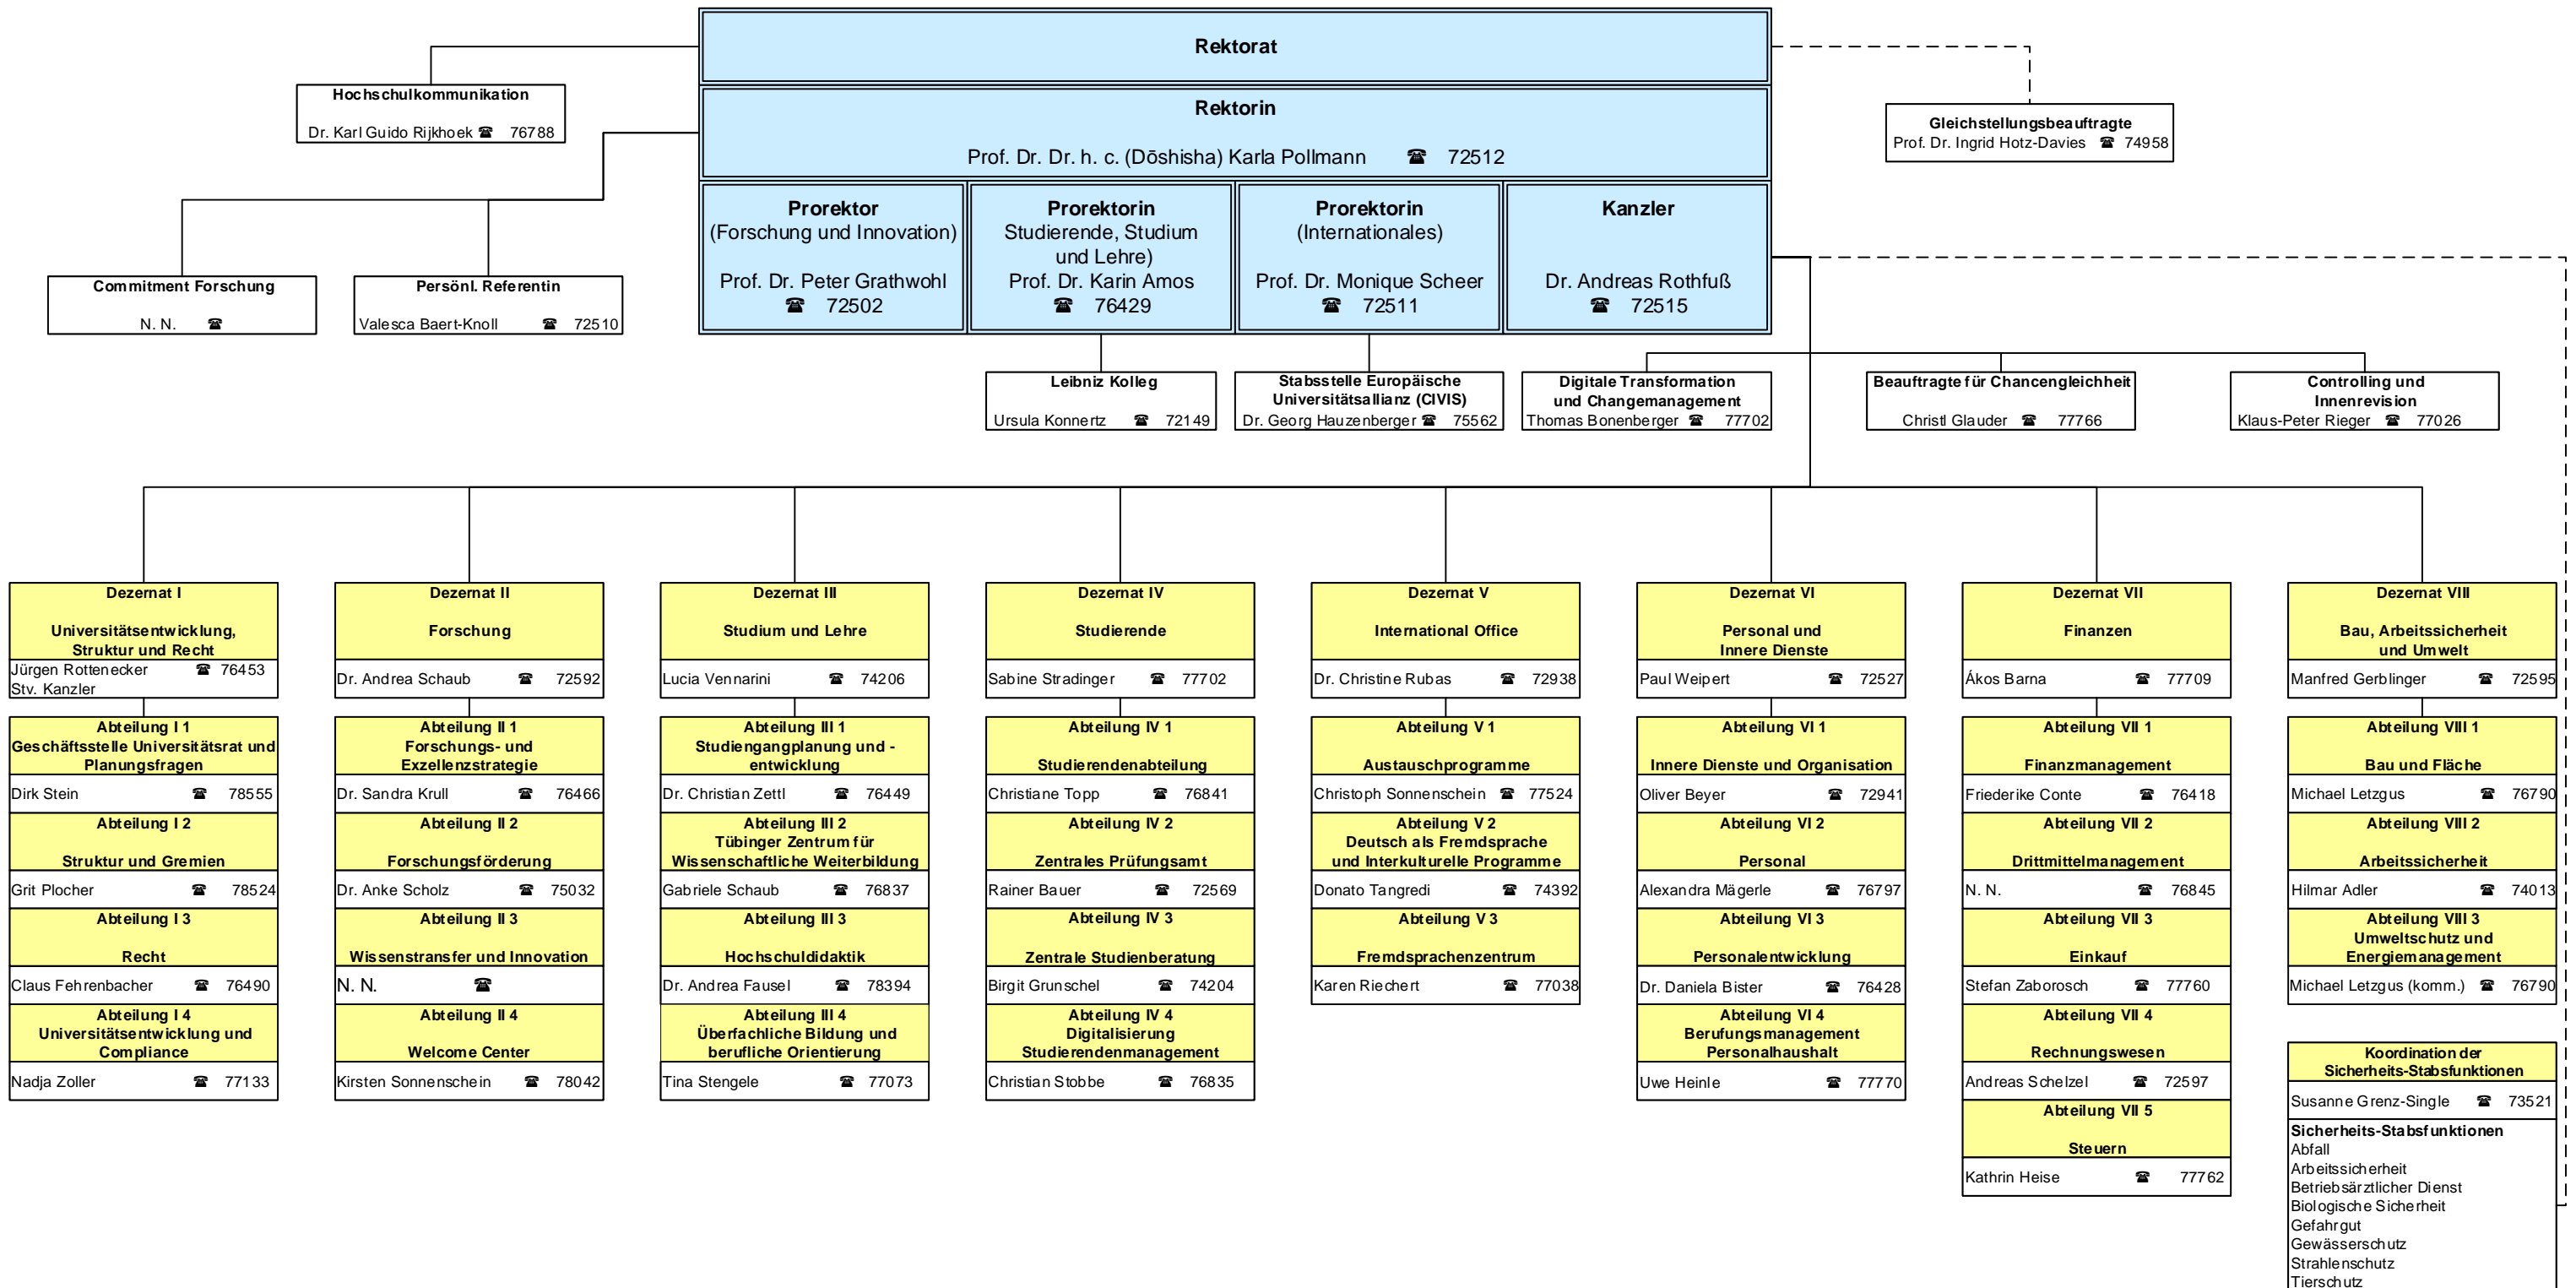 Rektorat
Hochschulkommunikation
Dr. Karl Guido Rijkhoek ☎ 76788
Rektorin
Prof. Dr. Dr. h. c. (Dōshisha) Karla Pollmann ☎ 72512
Gleichstellungsbeauftragte
Prof. Dr. Ingrid Hotz-Davies ☎ 74958
Commitment Forschung
N. N. ☎
Persönl. Referentin
Valesca Baert-Knoll ☎ 72510
Prorektor
(Forschung und Innovation)
Prof. Dr. Peter Grathwohl
☎ 72502
Prorektorin
Studierende, Studium
und Lehre)
Prof. Dr. Karin Amos
☎ 76429
Prorektorin
(Internationales)
Prof. Dr. Monique Scheer
☎ 72511
Kanzler
Dr. Andreas Rothfuß
☎ 72515
Leibniz Kolleg
Ursula Konnertz ☎ 72149
Stabsstelle Europäische
Universitätsallianz (CIVIS)
Dr. Georg Hauzenberger ☎ 75562
Digitale Transformation
und Changemanagement
Thomas Bonenberger ☎ 77702
Beauftragte für Chancengleichheit
Christl Glauder ☎ 77766
Controlling und
Innenrevision
Klaus-Peter Rieger ☎ 77026
Dezernat I
Universitätsentwicklung,
Struktur und Recht
Jürgen Rottenecker ☎ 76453
Stv. Kanzler
Abteilung I 1
Geschäftsstelle Universitätsrat und
Planungsfragen
Dirk Stein ☎ 78555
Abteilung I 2
Struktur und Gremien
Grit Plocher ☎ 78524
Abteilung I 3
Recht
Claus Fehrenbacher ☎ 76490
Abteilung I 4
Universitätsentwicklung und
Compliance
Nadja Zoller ☎ 77133
Dezernat II
Forschung
Dr. Andrea Schaub ☎ 72592
Abteilung II 1
Forschungs- und
Exzellenzstrategie
Dr. Sandra Krull ☎ 76466
Abteilung II 2
Forschungsförderung
Dr. Anke Scholz ☎ 75032
Abteilung II 3
Wissenstransfer und Innovation
N. N. ☎
Abteilung II 4
Welcome Center
Kirsten Sonnenschein ☎ 78042
Dezernat III
Studium und Lehre
Lucia Vennarini ☎ 74206
Abteilung III 1
Studiengangplanung und -
entwicklung
Dr. Christian Zettl ☎ 76449
Abteilung III 2
Tübinger Zentrum für
Wissenschaftliche Weiterbildung
Gabriele Schaub ☎ 76837
Abteilung III 3
Hochschuldidaktik
Dr. Andrea Fausel ☎ 78394
Abteilung III 4
Überfachliche Bildung und
berufliche Orientierung
Tina Stengele ☎ 77073
Dezernat IV
Studierende
Sabine Stradinger ☎ 77702
Abteilung IV 1
Studierendenabteilung
Christiane Topp ☎ 76841
Abteilung IV 2
Zentrales Prüfungsamt
Rainer Bauer ☎ 72569
Abteilung IV 3
Zentrale Studienberatung
Birgit Grunschel ☎ 74204
Abteilung IV 4
Digitalisierung
Studierendenmanagement
Christian Stobbe ☎ 76835
Dezernat V
International Office
Dr. Christine Rubas ☎ 72938
Abteilung V 1
Austauschprogramme
Christoph Sonnenschein ☎ 77524
Abteilung V 2
Deutsch als Fremdsprache
und Interkulturelle Programme
Donato Tangredi ☎ 74392
Abteilung V 3
Fremdsprachenzentrum
Karen Riechert ☎ 77038
Dezernat VI
Personal und
Innere Dienste
Paul Weipert ☎ 72527
Abteilung VI 1
Innere Dienste und Organisation
Oliver Beyer ☎ 72941
Abteilung VI 2
Personal
Alexandra Mägerle ☎ 76797
Abteilung VI 3
Personalentwicklung
Dr. Daniela Bister ☎ 76428
Abteilung VI 4
Berufungsmanagement
Personalhaushalt
Uwe Heinle ☎ 77770
Dezernat VII
Finanzen
Ákos Barna ☎ 77709
Abteilung VII 1
Finanzmanagement
Friederike Conte ☎ 76418
Abteilung VII 2
Drittmittelmanagement
N. N. ☎ 76845
Abteilung VII 3
Einkauf
Stefan Zaborosch ☎ 77760
Abteilung VII 4
Rechnungswesen
Andreas Schelzel ☎ 72597
Abteilung VII 5
Steuern
Kathrin Heise ☎ 77762
Dezernat VIII
Bau, Arbeitssicherheit
und Umwelt
Manfred Gerblinger ☎ 72595
Abteilung VIII 1
Bau und Fläche
Michael Letzgus ☎ 76790
Abteilung VIII 2
Arbeitssicherheit
Hilmar Adler ☎ 74013
Abteilung VIII 3
Umweltschutz und
Energiemanagement
Michael Letzgus (komm.) ☎ 76790
Koordination der
Sicherheits-Stabsfunktionen
Susanne Grenz-Single ☎ 73521
Sicherheits-Stabsfunktionen
Abfall
Arbeitssicherheit
Betriebsärztlicher Dienst
Biologische Sicherheit
Gefahrgut
Gewässerschutz
Strahlenschutz
Tierschutz